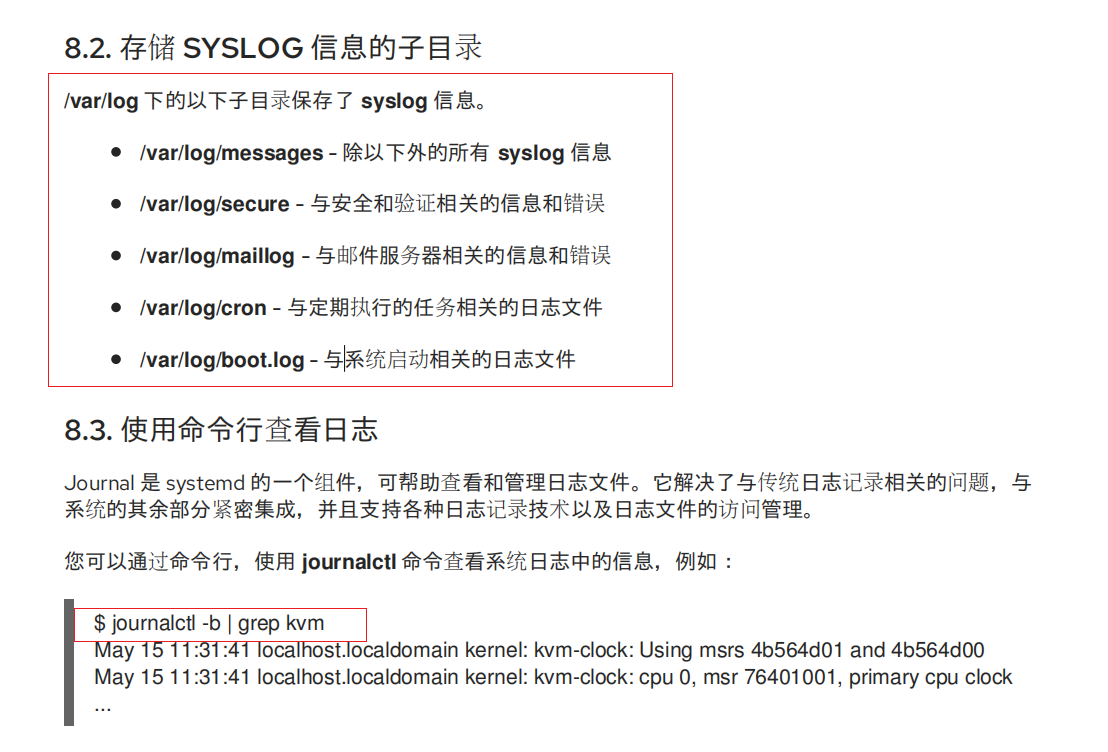 8.2. 存储 SYSLOG 信息的子目录
/var/log 下的以下子目录保存了 syslog 信息。
● /var/log/messages - 除以下外的所有 syslog 信息
● /var/log/secure - 与安全和验证相关的信息和错误
● /var/log/maillog - 与邮件服务器相关的信息和错误
● /var/log/cron - 与定期执行的任务相关的日志文件
● /var/log/boot.log - 与系统启动相关的日志文件
8.3. 使用命令行查看日志
Journal 是 systemd 的一个组件，可帮助查看和管理日志文件。它解决了与传统日志记录相关的问题，与
系统的其余部分紧密集成，并且支持各种日志记录技术以及日志文件的访问管理。
您可以通过命令行，使用 journalctl 命令查看系统日志中的信息，例如：
$ journalctl -b | grep kvm
May 15 11:31:41 localhost.localdomain kernel: kvm-clock: Using msrs 4b564d01 and 4b564d00
May 15 11:31:41 localhost.localdomain kernel: kvm-clock: cpu 0, msr 76401001, primary cpu clock
...